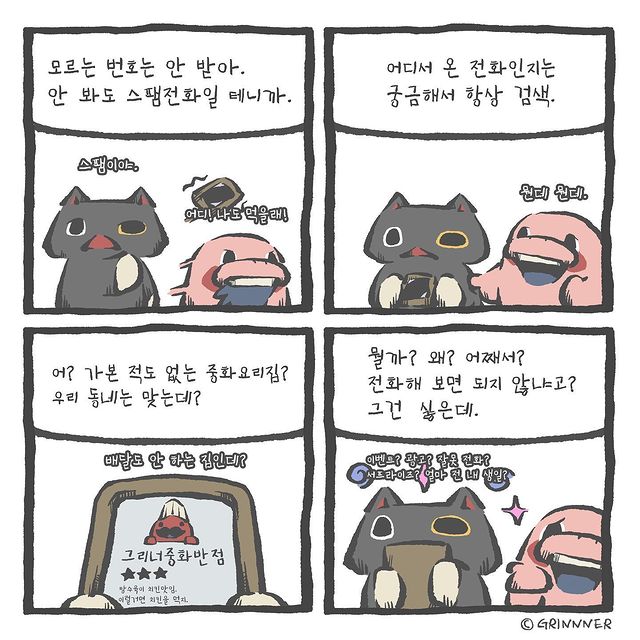 모르는 번호는 안 받아.
안 봐도 스팸전화일 테니까.
스팸이야.
어디! 나도 먹을래!
어디서 온 전화인지는
궁금해서 항상 검색.
뭔데 뭔데.
어? 가본 적도 없는 중화요리집?
우리 동네는 맞는데?
배달도 안 하는 집인데?
그리너중화반점
★★★
탕수육이 치킨맛임.
이럴거면 치킨을 먹지.
뭘까? 왜? 어째서?
전화해 보면 되지 않냐고?
그건 싫은데.
이벤트? 광고? 잘못 전화?
서프라이즈? 얼마 전 내 생일?
© GRINNNER